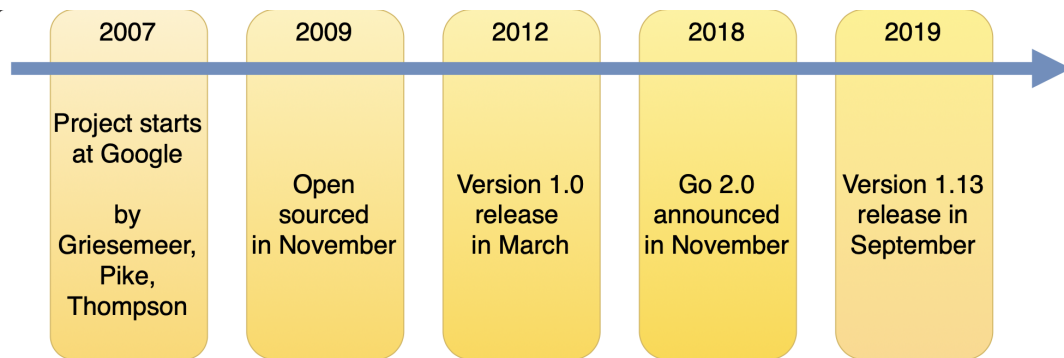 2007
Project starts
at Google
by
Griesemeer,
Pike,
Thompson
2009
Open
sourced
in November
2012
Version 1.0
release
in March
2018
Go 2.0
announced
in November
2019
Version 1.13
release in
September